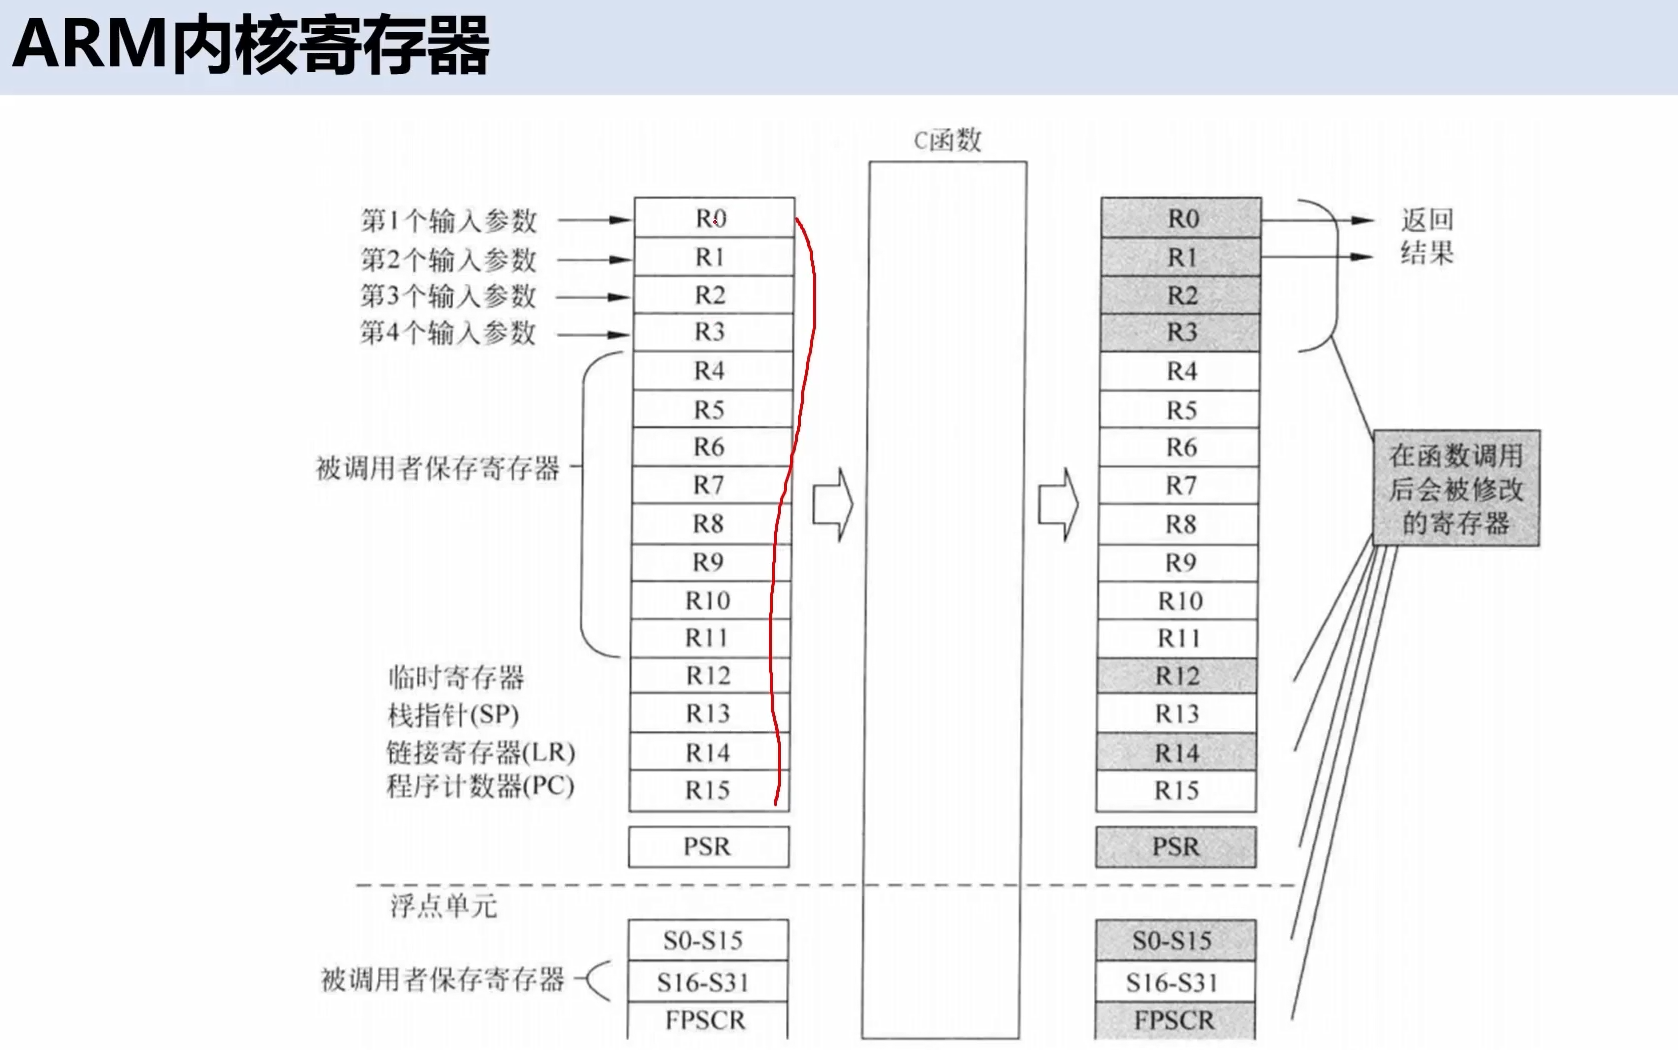 ARM内核寄存器
C函数
第1个输入参数
第2个输入参数
第3个输入参数
第4个输入参数
被调用者保存寄存器
临时寄存器
栈指针(SP)
链接寄存器(LR)
程序计数器(PC)
R0
R1
R2
R3
R4
R5
R6
R7
R8
R9
R10
R11
R12
R13
R14
R15
PSR
浮点单元
被调用者保存寄存器
S0-S15
S16-S31
FPSCR
R0
R1
R2
R3
R4
R5
R6
R7
R8
R9
R10
R11
R12
R13
R14
R15
PSR
S0-S15
S16-S31
FPSCR
返回
结果
在函数调用
后会被修改
的寄存器